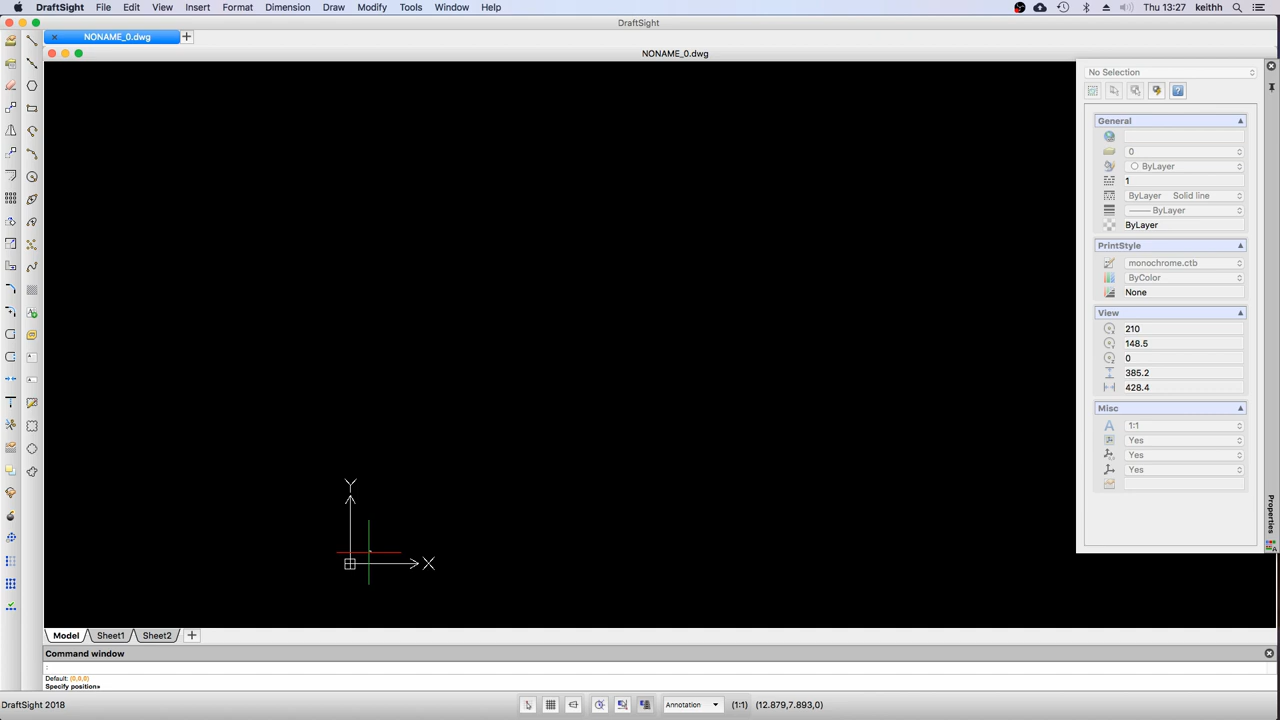 DraftSight File Edit View Insert Format Dimension Draw Modify Tools Window Help Thu 13:27 keithh
DraftSight
NONAME_0.dwg
NONAME_0.dwg
No Selection
General
0
ByLayer
1
ByLayer Solid line
ByLayer
ByLayer
PrintStyle
monochrome.ctb
ByColor
None
View
210
148.5
0
385.2
428.4
Misc
1:1
Yes
Yes
Yes
Properties
Y
X
Model Sheet1 Sheet2
Command window
:
Default: (0,0,0)
Specify position»
DraftSight 2018 Annotation (1:1) (12.879,7.893,0)